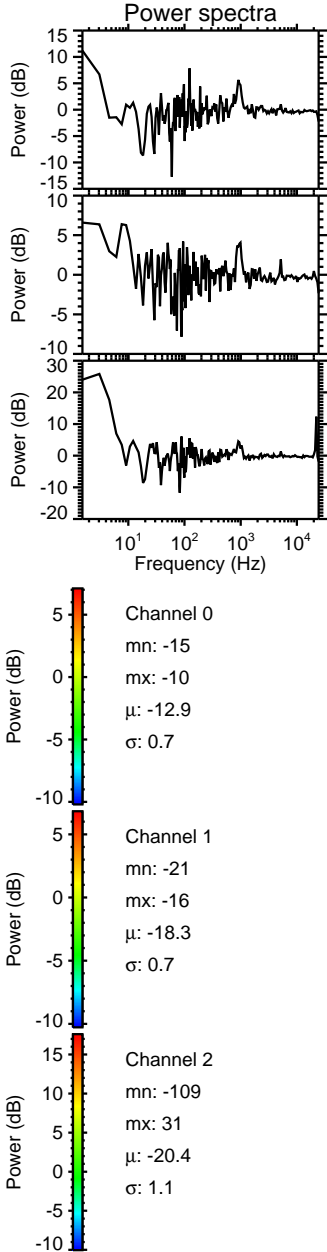 Power spectra
15
10
5
0
-5
-10
-15
Power (dB)
10
5
0
-5
-10
Power (dB)
30
20
10
0
-10
-20
Power (dB)
10¹ 10² 10³ 10⁴
Frequency (Hz)
5
0
-5
-10
Power (dB)
Channel 0
mn: -15
mx: -10
μ: -12.9
σ: 0.7
5
0
-5
-10
Power (dB)
Channel 1
mn: -21
mx: -16
μ: -18.3
σ: 0.7
15
10
5
0
-5
-10
Power (dB)
Channel 2
mn: -109
mx: 31
μ: -20.4
σ: 1.1